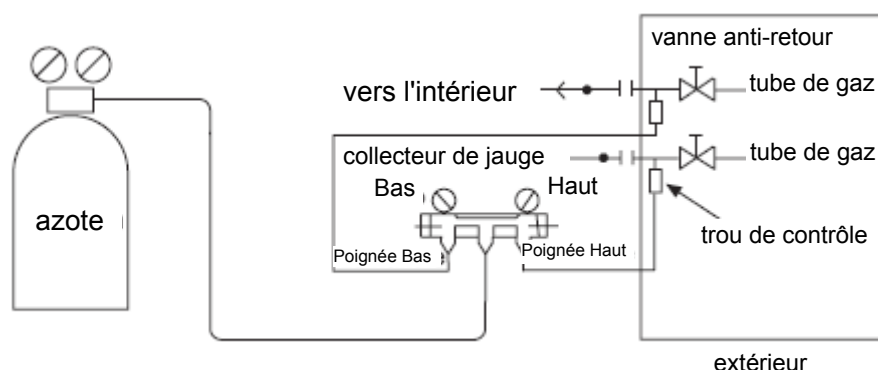 vanne anti-retour
vers l'intérieur
tube de gaz
collecteur de jauge
tube de gaz
Bas
Haut
azote
trou de contrôle
Poignée Bas
Poignée Haut
extérieur